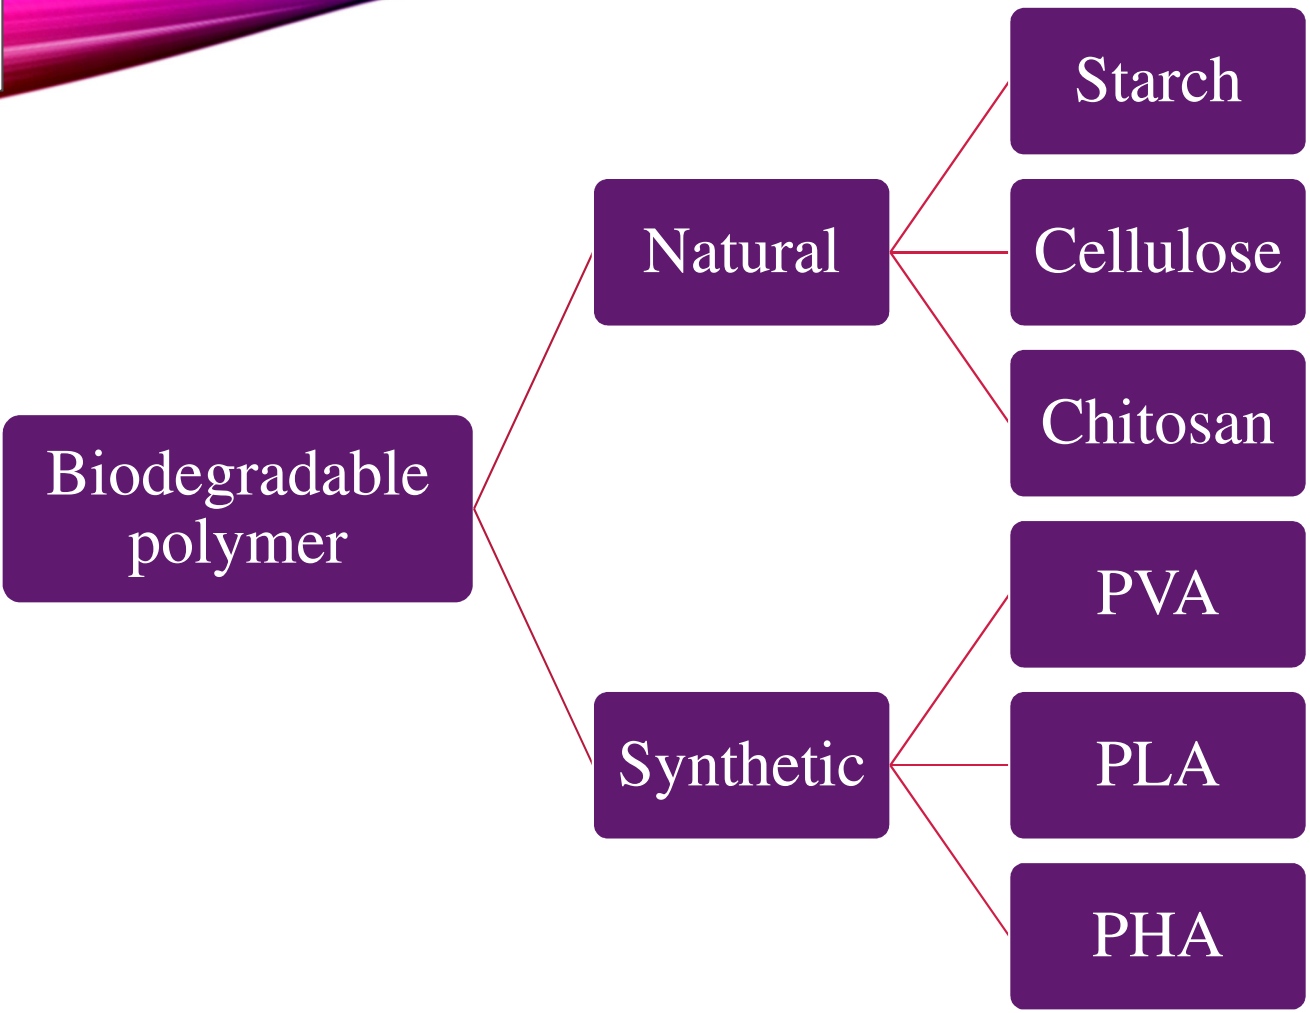 Biodegradable
polymer
Natural
Starch
Cellulose
Chitosan
Synthetic
PVA
PLA
PHA